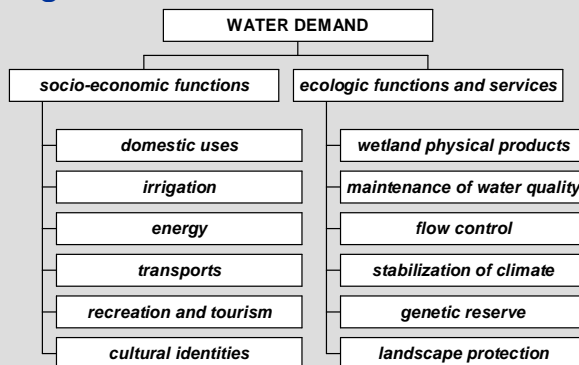 WATER DEMAND
socio-economic functions
ecologic functions and services
domestic uses
wetland physical products
irrigation
maintenance of water quality
energy
flow control
transports
stabilization of climate
recreation and tourism
genetic reserve
cultural identities
landscape protection